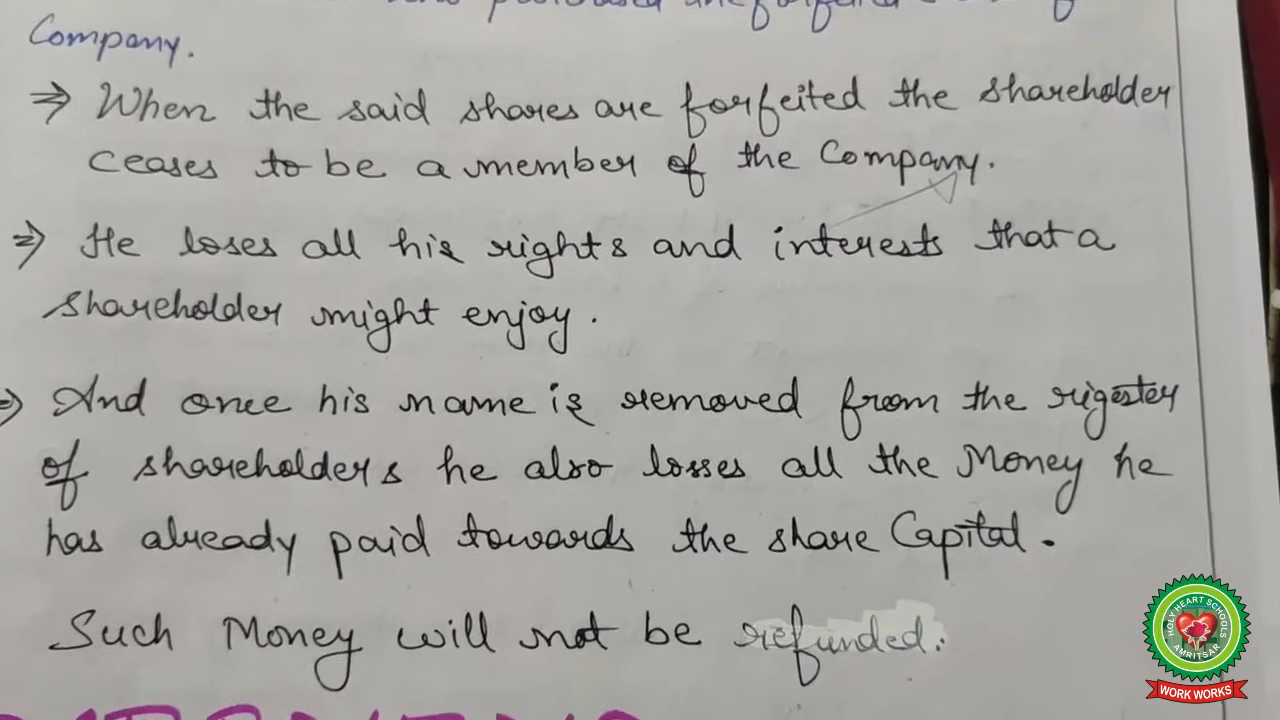 Company.
⇒ When the said shares are forfeited the shareholder
ceases to be a member of the Company.
⇒ He loses all his rights and interests that a
shareholder might enjoy.
⇒ And once his name is removed from the rigester
of shareholders he also losses all the Money he
has already paid towards the share Capital.
Such Money will not be refunded.
HOLY HEART SCHOOLS
AMRITSAR
WORK WORKS